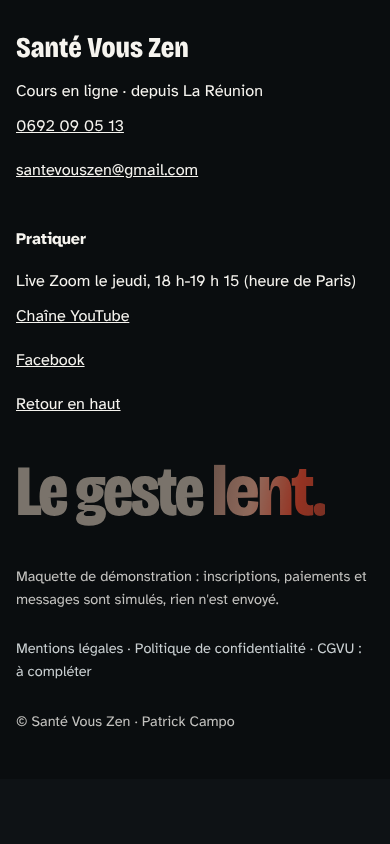 Santé Vous Zen
Cours en ligne · depuis La Réunion
0692 09 05 13
santevouszen@gmail.com
Pratiquer
Live Zoom le jeudi, 18 h-19 h 15 (heure de Paris)
Chaîne YouTube
Facebook
Retour en haut
Le geste lent.
Maquette de démonstration : inscriptions, paiements et
messages sont simulés, rien n'est envoyé.
Mentions légales · Politique de confidentialité · CGVU :
à compléter
© Santé Vous Zen · Patrick Campo